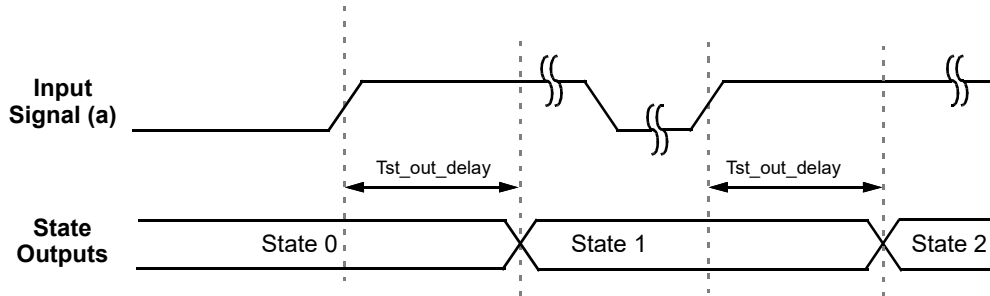 Input
Signal (a)
Tst_out_delay
Tst_out_delay
State
Outputs
State 0
State 1
State 2